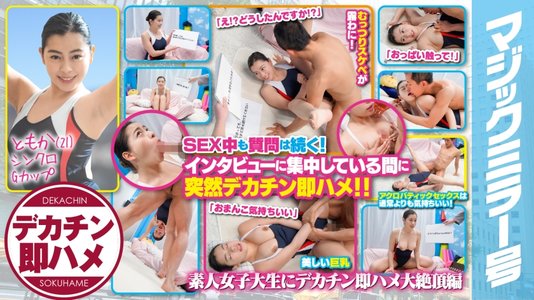 マジックミラー号
「え!?どうしたんですか!?」
むっつりスケベが
露わに!
「おっぱい触って!」
ともか(21)
シンクロ
Gカップ
SEX中も質問は続く!
インタビューに集中している間に
突然デカチン即ハメ!!
DEKACHIN
デカチン
即ハメ
SOKUHAME
「おまんこ気持ちいい」
美しい巨乳
アクロバティックセックスは
通常よりも気持ちいい!
素人女子大生にデカチン即ハメ大絶頂編